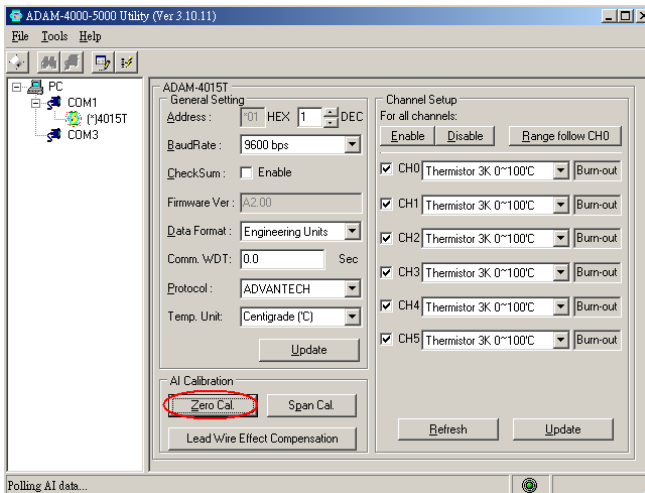 ADAM-4000-5000 Utility (Ver 3.10.11)
File Tools Help
PC
COM1
(*)4015T
COM3
ADAM-4015T
General Setting
Address : *01 HEX 1 DEC
BaudRate : 9600 bps
CheckSum : Enable
Firmware Ver : A2.00
Data Format : Engineering Units
Comm. WDT: 0.0 Sec
Protocol : ADVANTECH
Temp. Unit: Centigrade ('C)
Update
AI Calibration
Zero Cal. Span Cal.
Lead Wire Effect Compensation
Channel Setup
For all channels:
Enable Disable Range follow CH0
CH0 Thermistor 3K 0~100'C Burn-out
CH1 Thermistor 3K 0~100'C Burn-out
CH2 Thermistor 3K 0~100'C Burn-out
CH3 Thermistor 3K 0~100'C Burn-out
CH4 Thermistor 3K 0~100'C Burn-out
CH5 Thermistor 3K 0~100'C Burn-out
Refresh Update
Polling AI data...